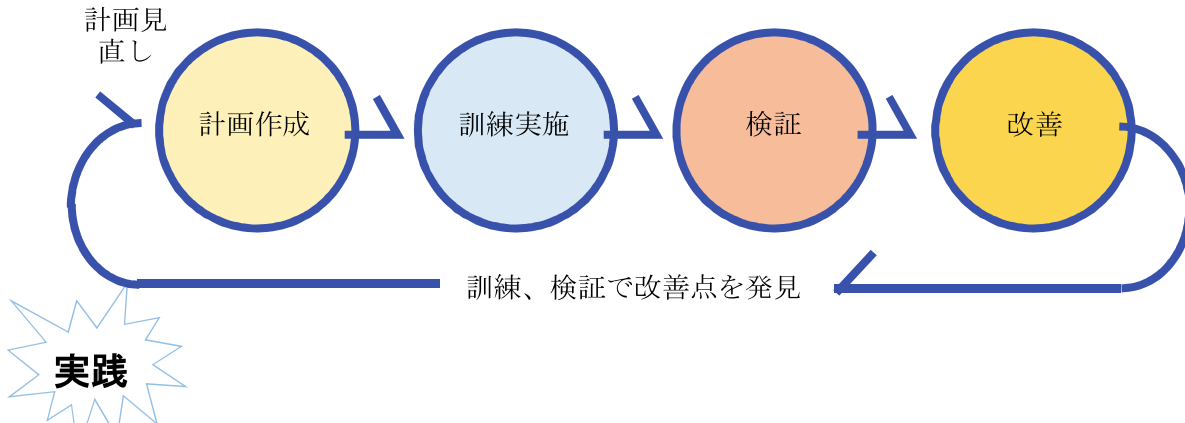 計画見
直し
計画作成
訓練実施
検証
改善
訓練、検証で改善点を発見
実践